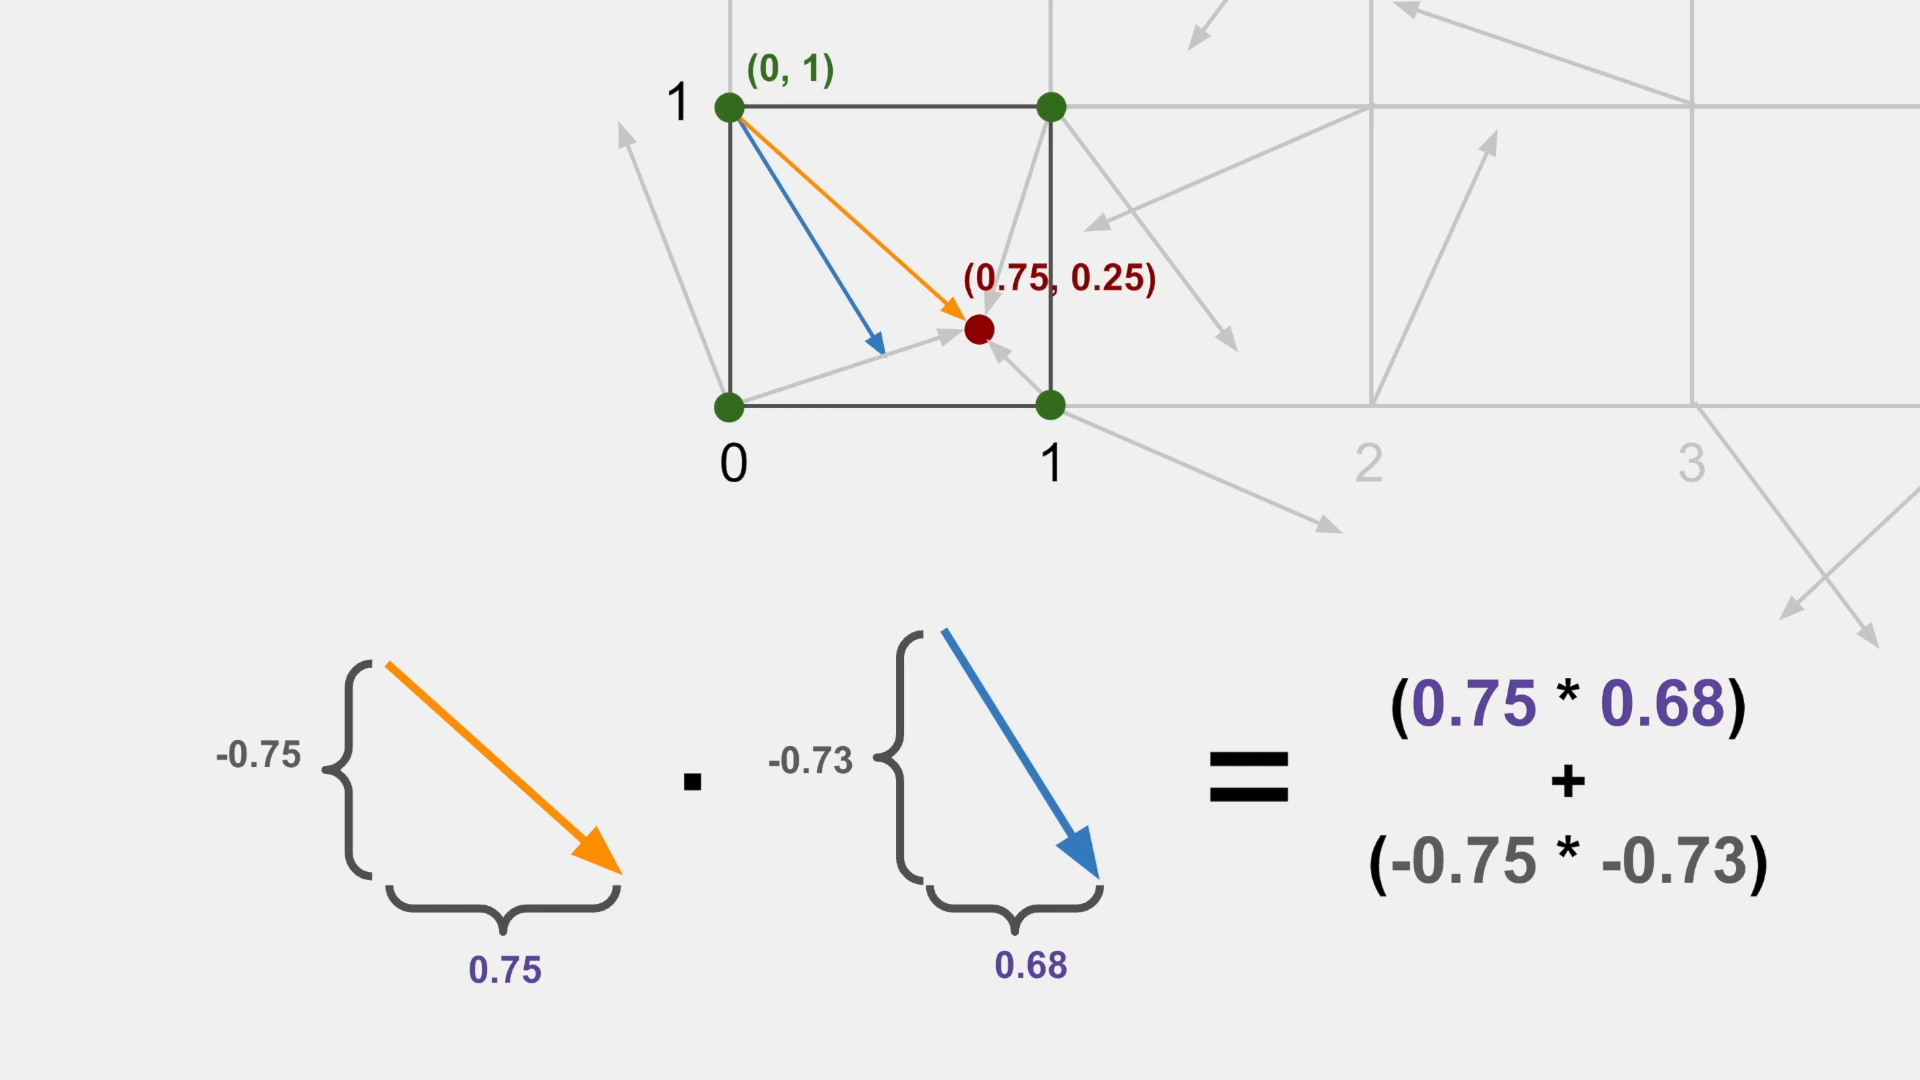 (0, 1)
1
(0.75, 0.25)
0 1 2 3
(0.75 * 0.68)
-0.75 · -0.73 = +
(-0.75 * -0.73)
0.75 0.68